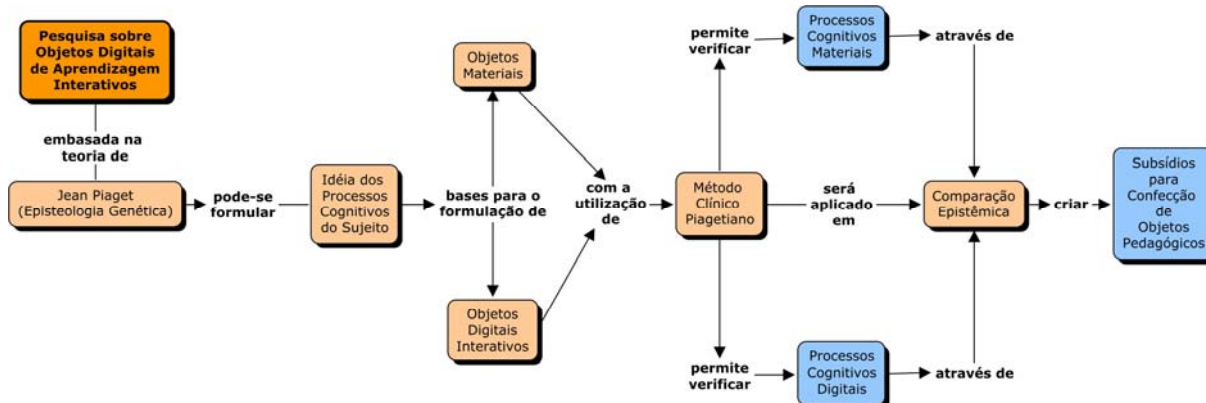 Pesquisa sobre
Objetos Digitais
de Aprendizagem
Interativos
embasada na
teoria de
Jean Piaget
(Episteologia Genética)
pode-se
formular
Idéia dos
Processos
Cognitivos
do Sujeito
bases para o
formulação de
Objetos
Materiais
Objetos
Digitais
Interativos
com a
utilização
de
Método
Clínico
Piagetiano
permite
verificar
Processos
Cognitivos
Materiais
através de
será
aplicado
em
permite
verificar
Processos
Cognitivos
Digitais
através de
Comparação
Epistêmica
criar
Subsídios
para
Confecção
de
Objetos
Pedagógicos